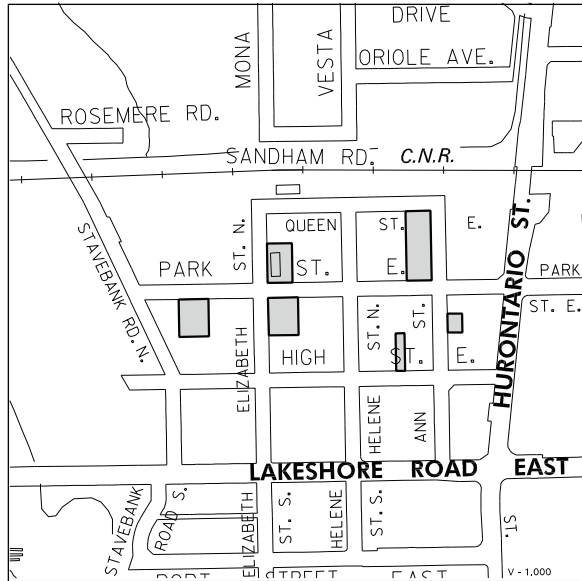 DRIVE
MONA
VESTA
ORIOLE AVE.
ROSEMERE RD.
SANDHAM RD. C.N.R.
STAVEBANK RD. N.
ST. N.
QUEEN ST. E.
HURONTARIO ST.
PARK ST. E.
PARK
ST. E.
ELIZABETH
HIGH ST. E.
ST. N.
ST.
HELENE
ANN
LAKESHORE ROAD EAST
STAVEBANK
ROAD S.
ELIZABETH
ST. S.
HELENE
ST. S.
ST.
PORT STREET EAST
V - 1,000